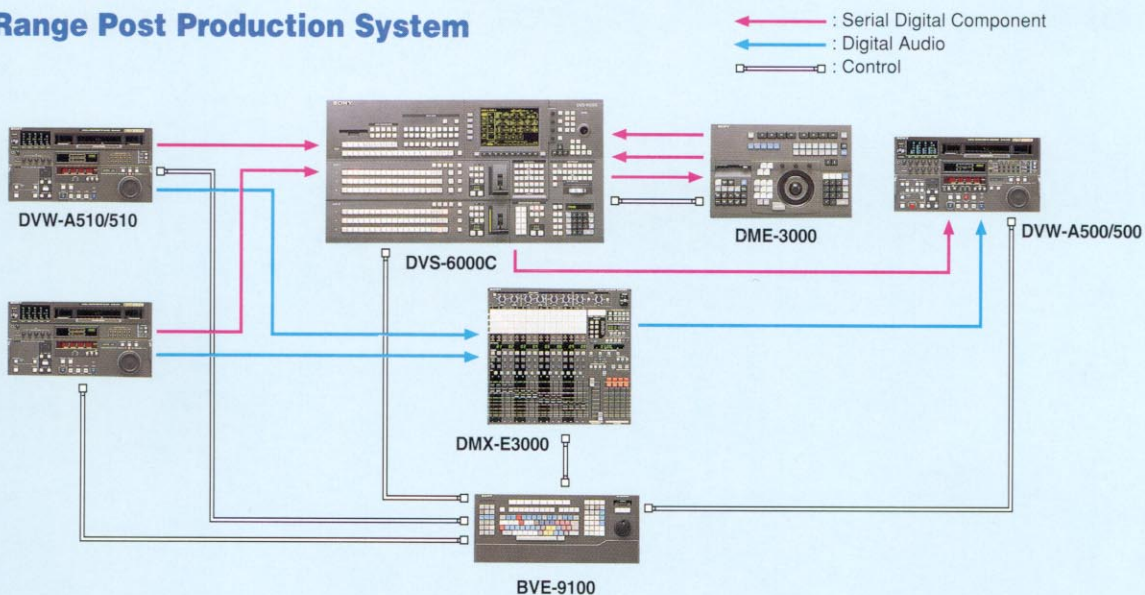 Range Post Production System
: Serial Digital Component
: Digital Audio
: Control
SONY
DVW-A510/510
DVS-6000C
DME-3000
DVW-A500/500
DMX-E3000
BVE-9100